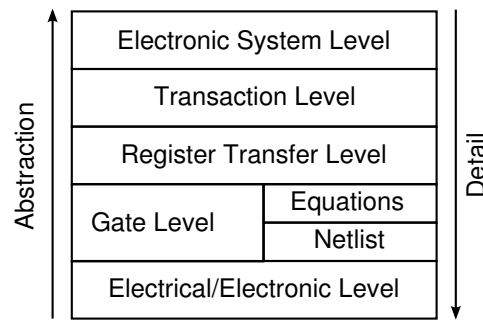 Electronic System Level
Transaction Level
Register Transfer Level
Gate Level
Equations
Netlist
Electrical/Electronic Level
Abstraction
Detail